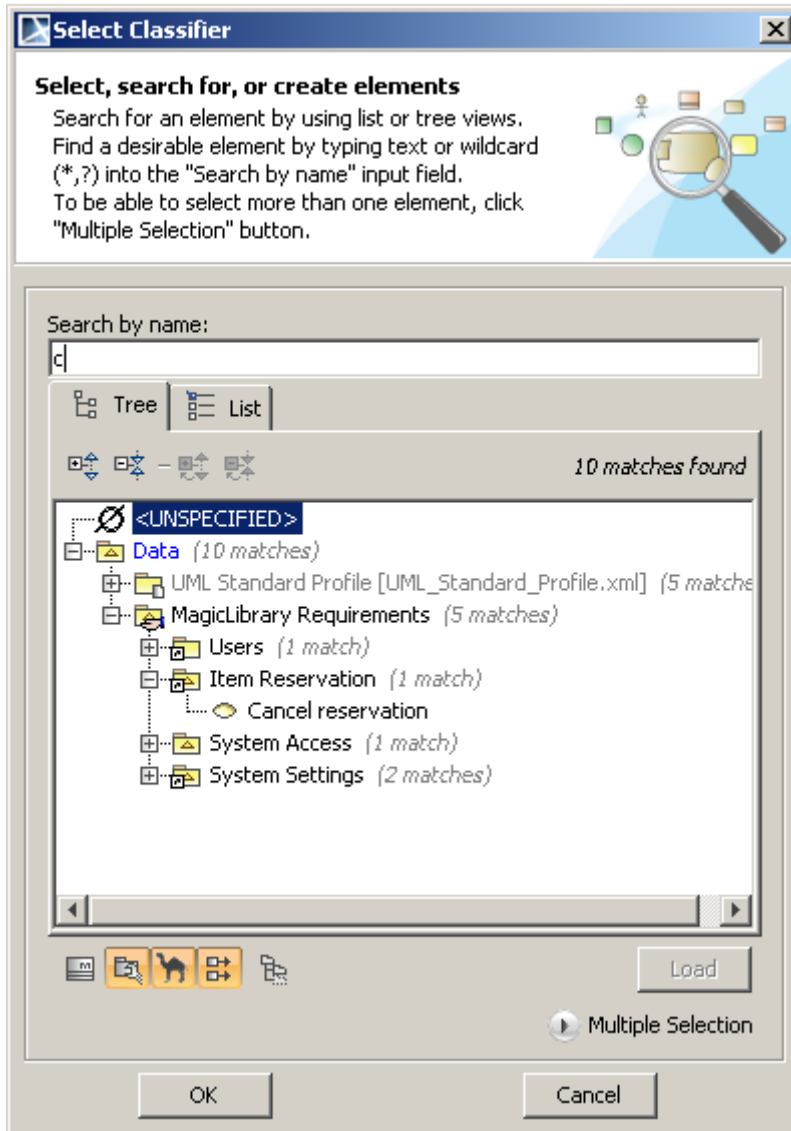 Select Classifier
Select, search for, or create elements
Search for an element by using list or tree views.
Find a desirable element by typing text or wildcard
(*,?) into the "Search by name" input field.
To be able to select more than one element, click
"Multiple Selection" button.
Search by name:
c
Tree List
10 matches found
<UNSPECIFIED>
Data (10 matches)
UML Standard Profile [UML_Standard_Profile.xml] (5 matche
MagicLibrary Requirements (5 matches)
Users (1 match)
Item Reservation (1 match)
Cancel reservation
System Access (1 match)
System Settings (2 matches)
Load
Multiple Selection
OK Cancel